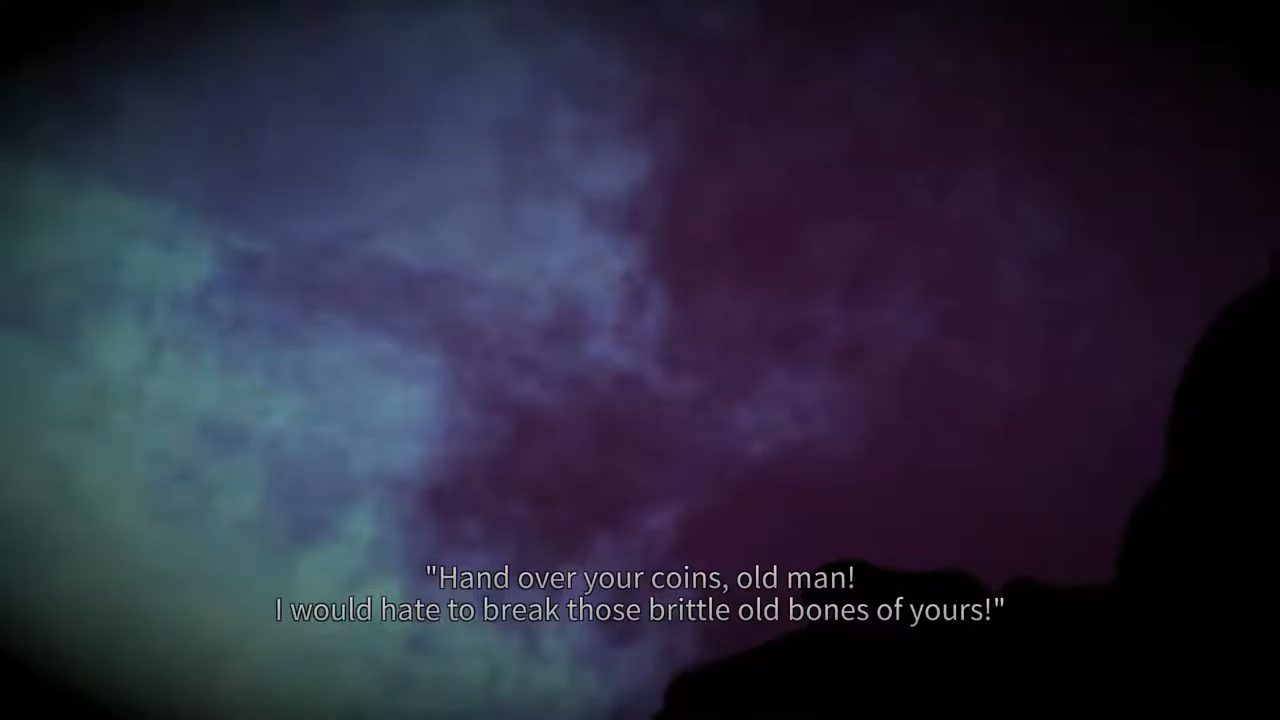 "Hand over your coins, old man!
I would hate to break those brittle old bones of yours!"